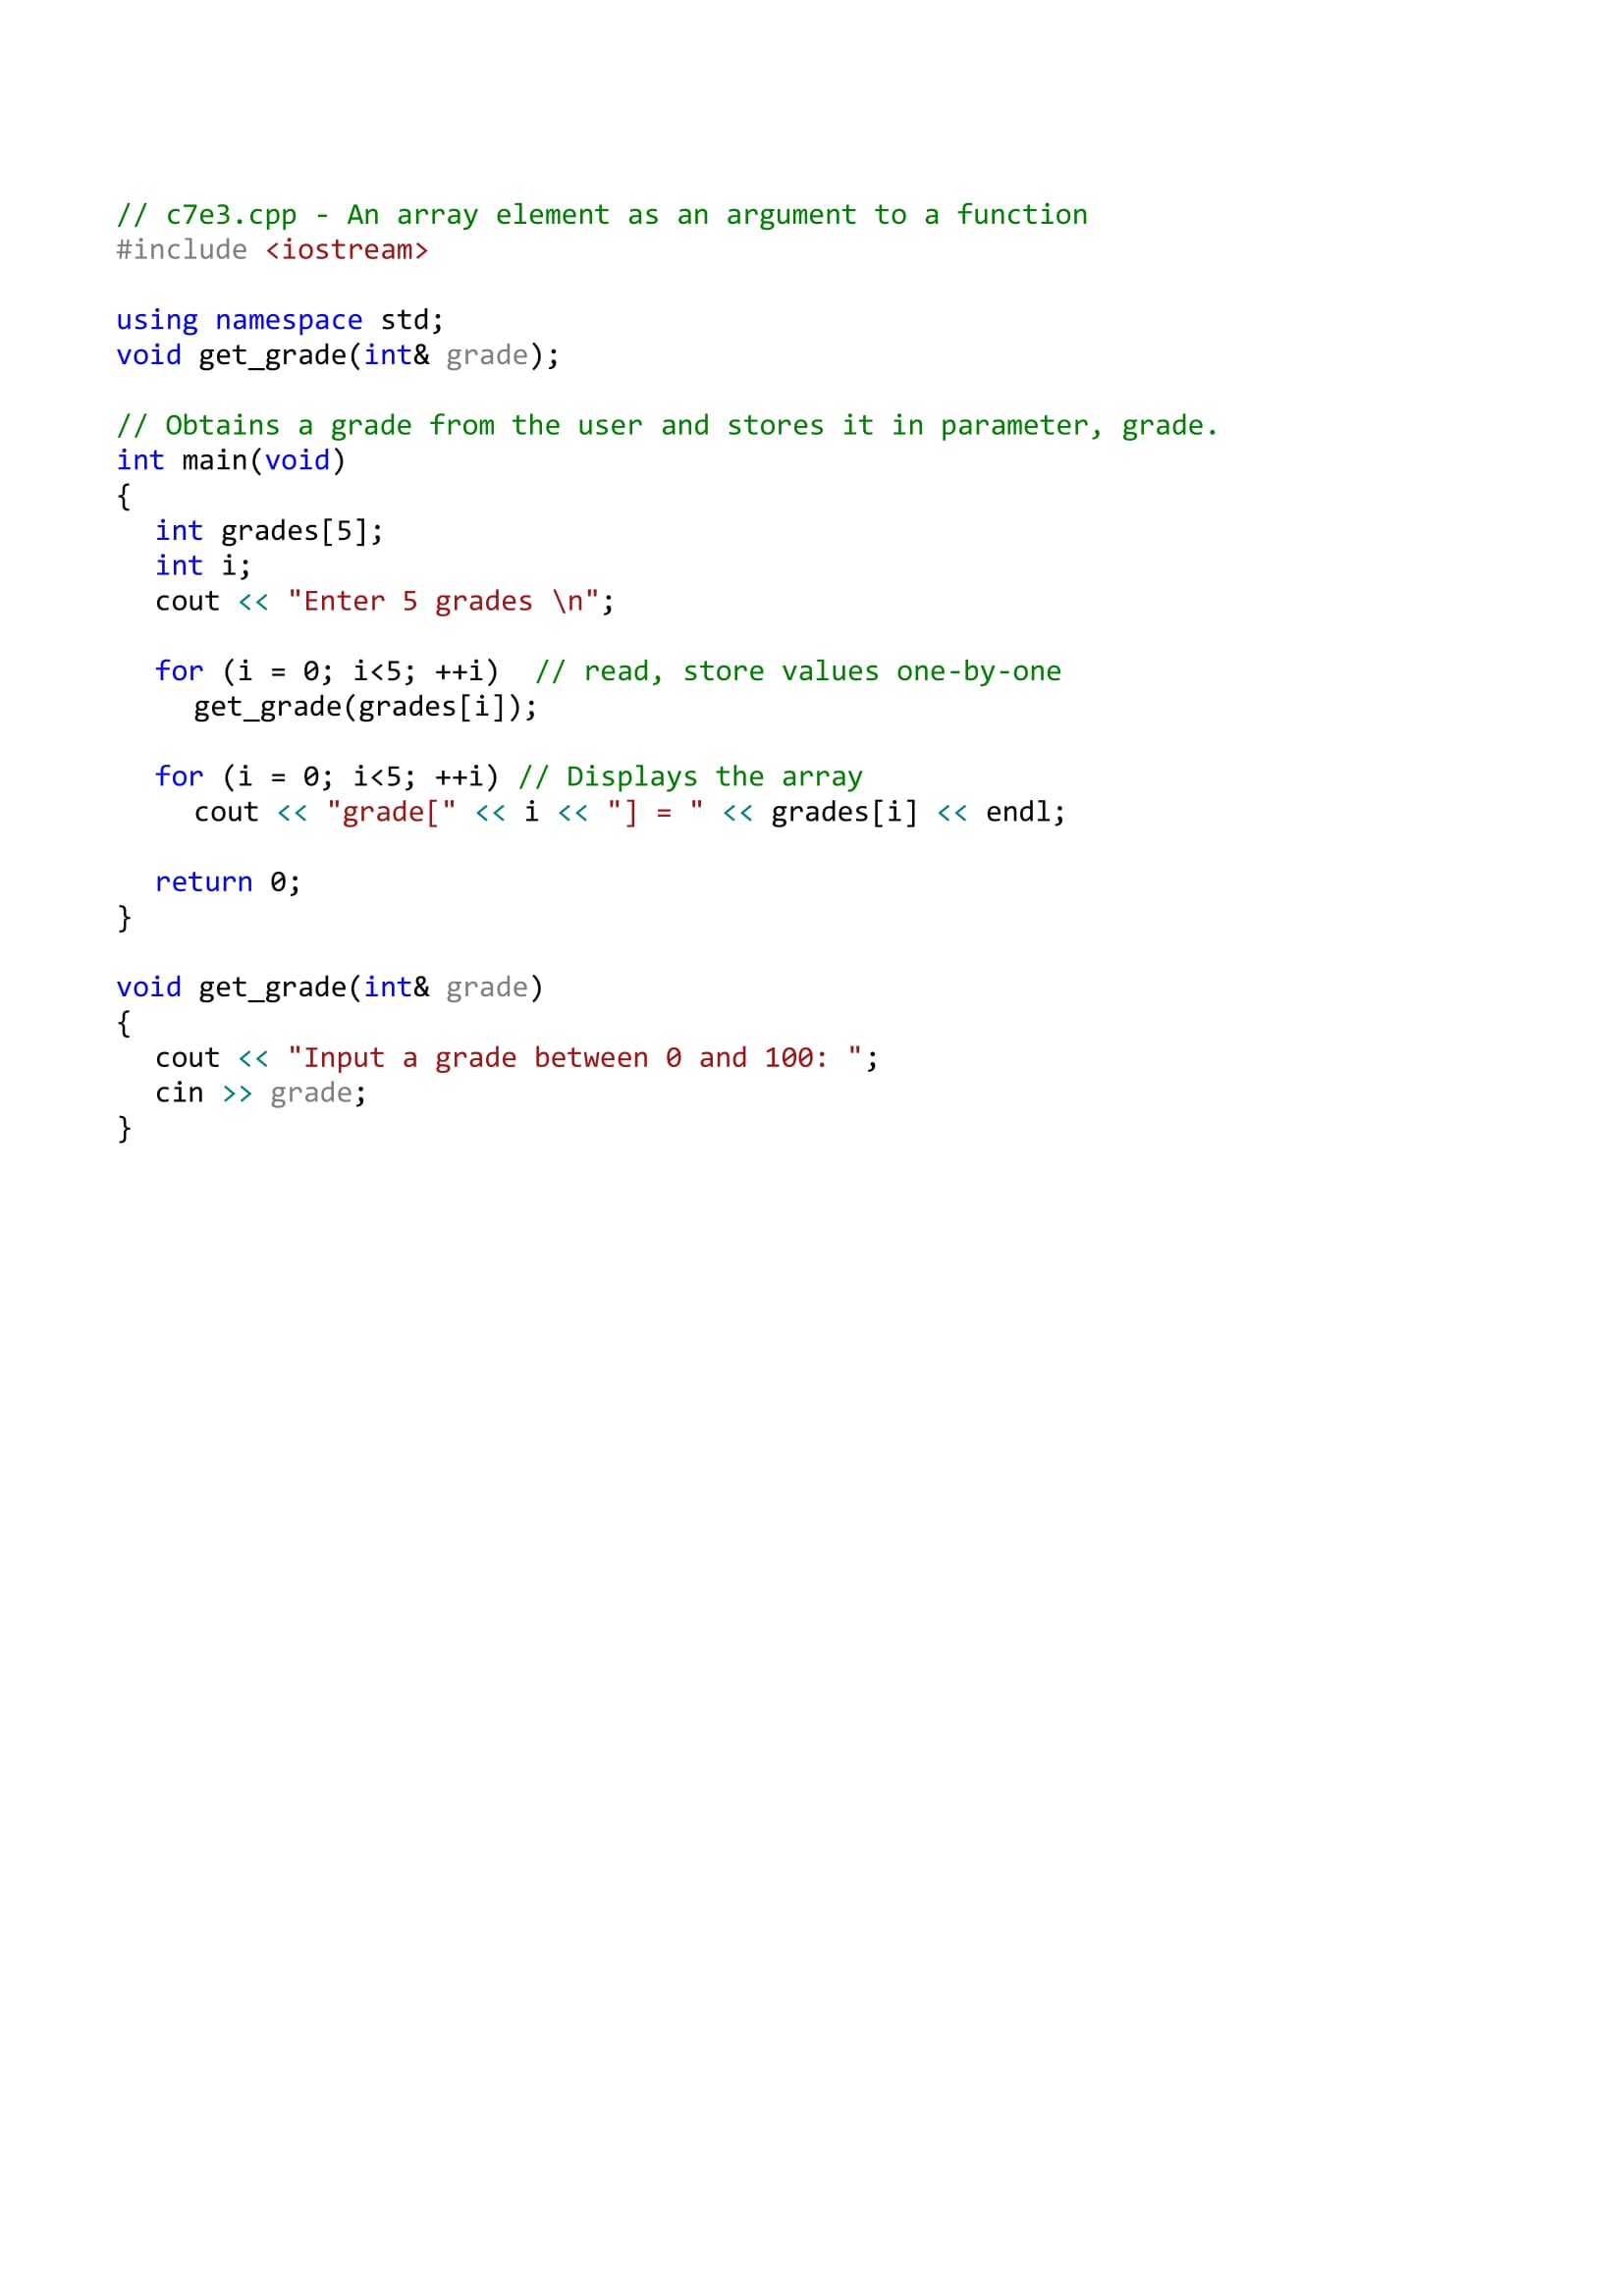 // c7e3.cpp - An array element as an argument to a function
#include <iostream>
using namespace std;
void get_grade(int& grade);
// Obtains a grade from the user and stores it in parameter, grade.
int main(void)
{
int grades[5];
int i;
cout << "Enter 5 grades \n";
for (i = 0; i<5; ++i)  // read, store values one-by-one
get_grade(grades[i]);
for (i = 0; i<5; ++i) // Displays the array
cout << "grade[" << i << "] = " << grades[i] << endl;
return 0;
}
void get_grade(int& grade)
{
cout << "Input a grade between 0 and 100: ";
cin >> grade;
}